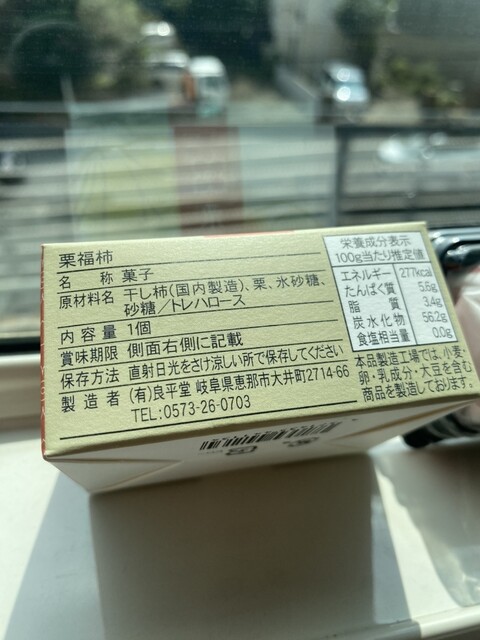 栗福柿
名 称 菓子
原材料名 干し柿(国内製造)、栗、氷砂糖、
砂糖/トレハロース
内容量 1個
賞味期限 側面右側に記載
保存方法 直射日光をさけ涼しい所で保存してください
製造者 (有)良平堂 岐阜県恵那市大井町2714-66
TEL:0573-26-0703
栄養成分表示
100g当たり推定値
エネルギー 277kcal
たんぱく質 5.6g
脂 質 3.4g
炭水化物 56.2g
食塩相当量 0.0g
本品製造工場では、小麦・
卵・乳成分・大豆を含む
商品を製造しております。